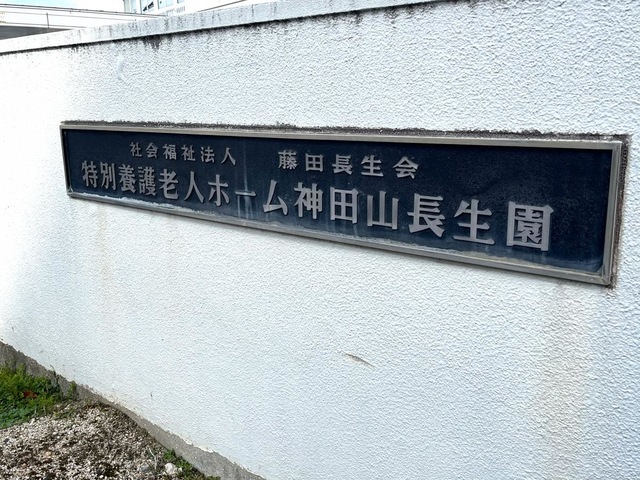 社会福祉法人 藤田長生会
特別養護老人ホーム神田山長生園